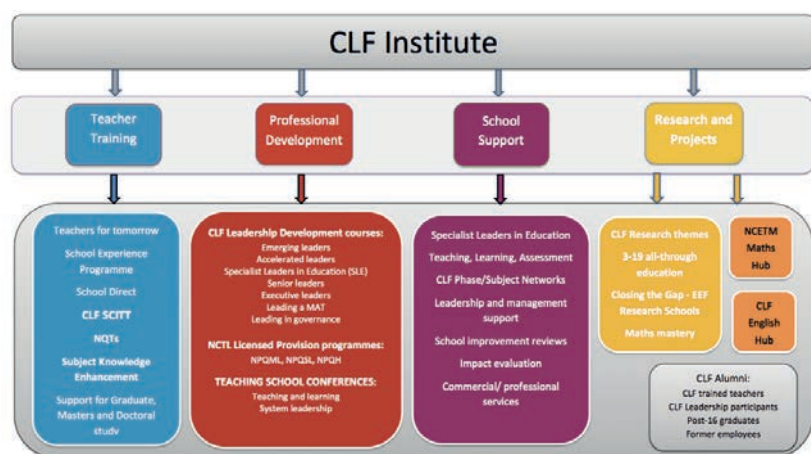 CLF Institute
Teacher
Training
Professional
Development
School
Support
Research and
Projects
Teachers for tomorrow
School Experience
Programme
School Direct
CLF SCITT
NQTs
Subject Knowledge
Enhancement
Support for Graduate,
Masters and Doctoral
study
CLF Leadership Development courses:
Emerging leaders
Accelerated leaders
Specialist Leaders in Education (SLE)
Senior leaders
Executive leaders
Leading a MAT
Leading in governance
NCTL Licensed Provision programmes:
NPQML, NPQSL, NPQH
TEACHING SCHOOL CONFERENCES:
Teaching and learning
System leadership
Specialist Leaders in Education
Teaching, Learning, Assessment
CLF Phase/Subject Networks
Leadership and management
support
School improvement reviews
Impact evaluation
Commercial/ professional
services
CLF Research themes
3-19 all-through
education
Closing the Gap - EEF
Research Schools
Maths mastery
NCETM
Maths
Hub
CLF
English
Hub
CLF Alumni:
CLF trained teachers
CLF Leadership participants
Post-16 graduates
Former employees